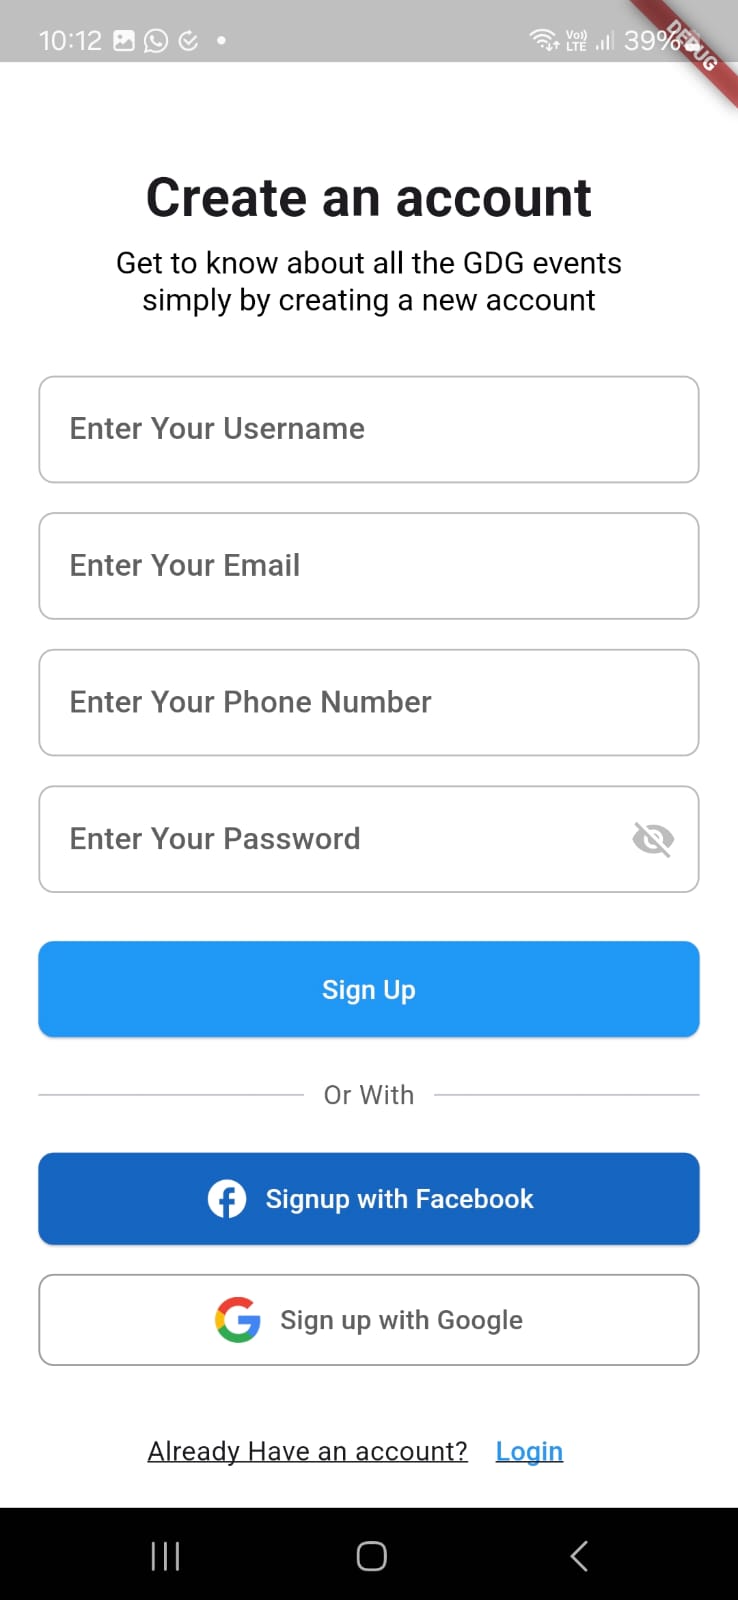 10:12
Vo))
LTE
39%
DEBUG
Create an account
Get to know about all the GDG events
simply by creating a new account
Enter Your Username
Enter Your Email
Enter Your Phone Number
Enter Your Password
Sign Up
Or With
Signup with Facebook
Sign up with Google
Already Have an account? Login